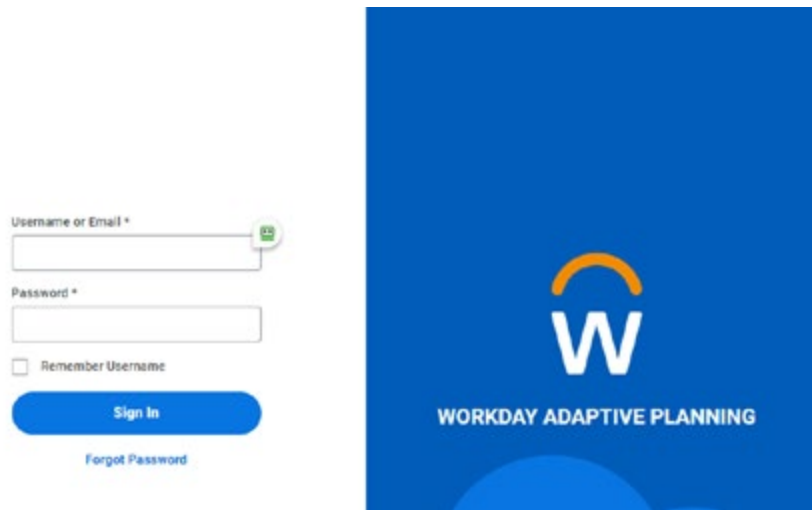 Username or Email *
Password *
Remember Username
Sign In
Forgot Password
W
WORKDAY ADAPTIVE PLANNING